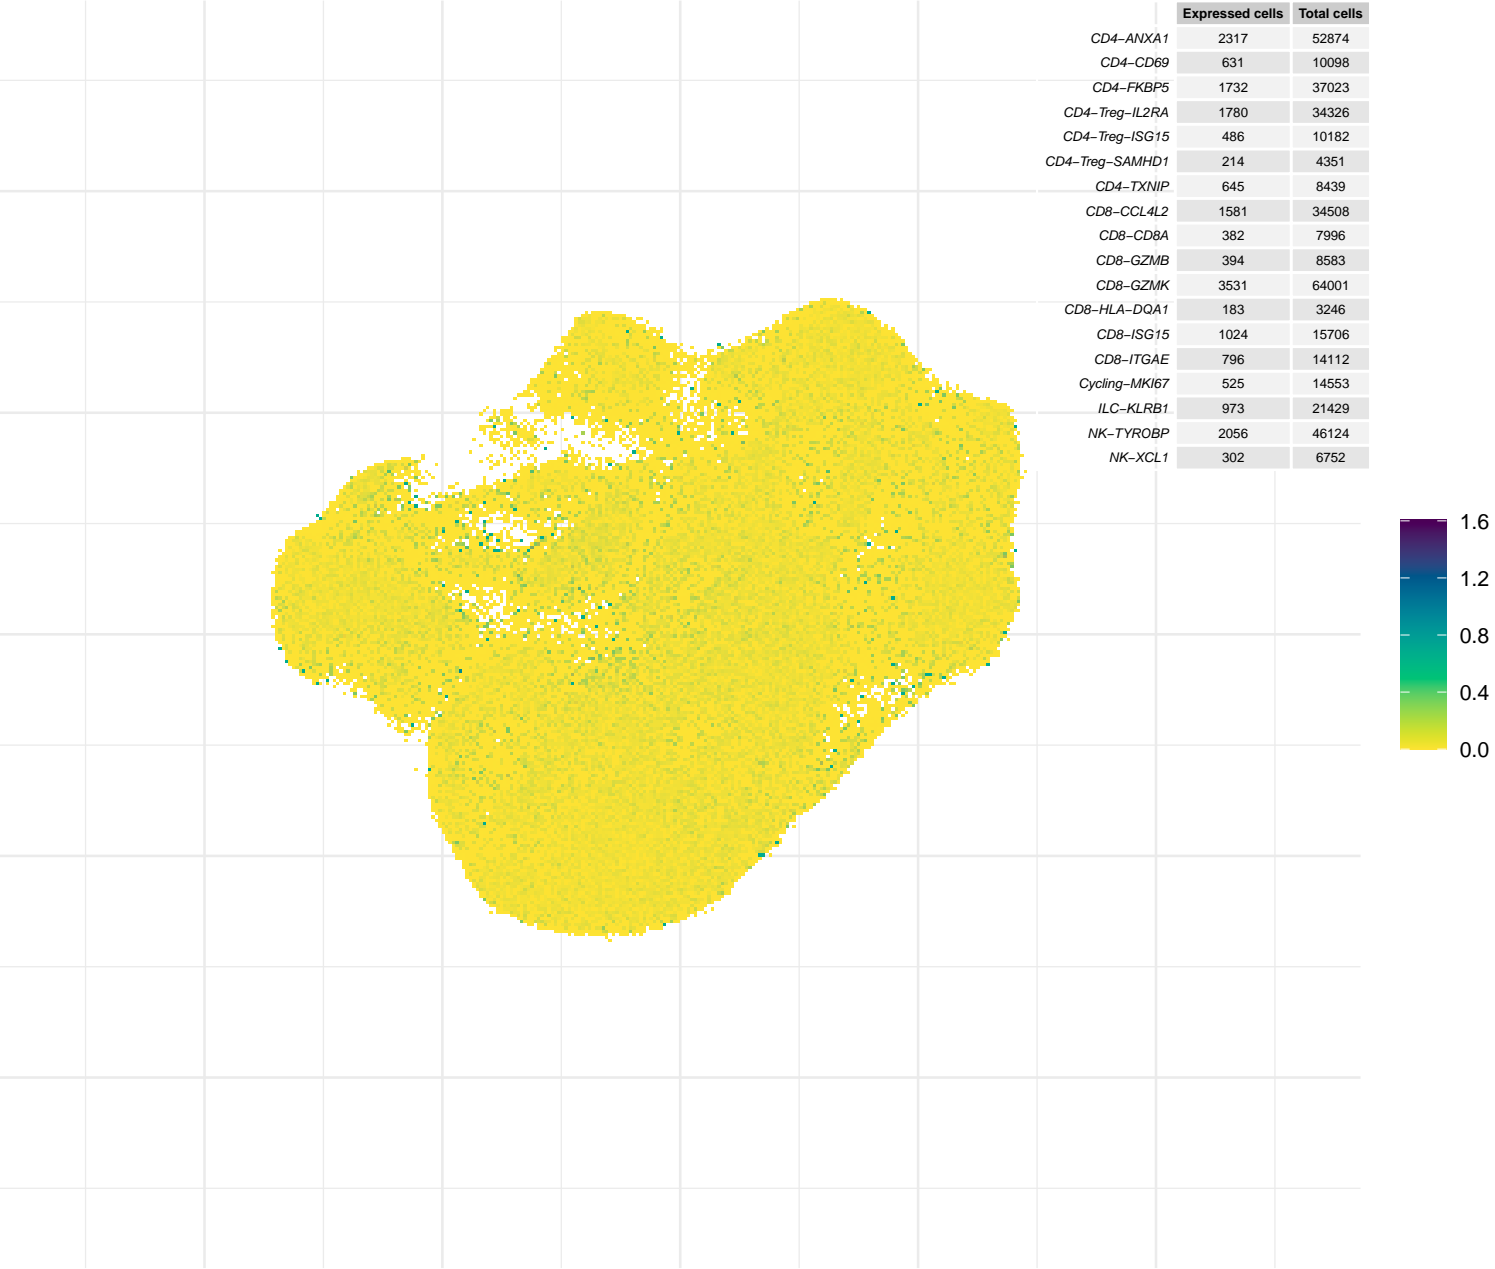 Expressed cells Total cells
CD4−ANXA1 2317 52874
CD4−CD69 631 10098
CD4−FKBP5 1732 37023
CD4−Treg−IL2RA 1780 34326
CD4−Treg−ISG15 486 10182
CD4−Treg−SAMHD1 214 4351
CD4−TXNIP 645 8439
CD8−CCL4L2 1581 34508
CD8−CD8A 382 7996
CD8−GZMB 394 8583
CD8−GZMK 3531 64001
CD8−HLA−DQA1 183 3246
CD8−ISG15 1024 15706
CD8−ITGAE 796 14112
Cycling−MKI67 525 14553
ILC−KLRB1 973 21429
NK−TYROBP 2056 46124
NK−XCL1 302 6752
1.6
1.2
0.8
0.4
0.0